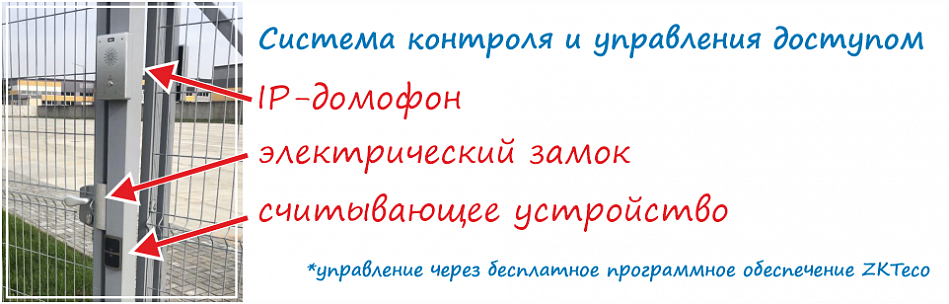 Система контроля и управления доступом
IP-домофон
электрический замок
считывающее устройство
*управление через бесплатное программное обеспечение ZKTeco